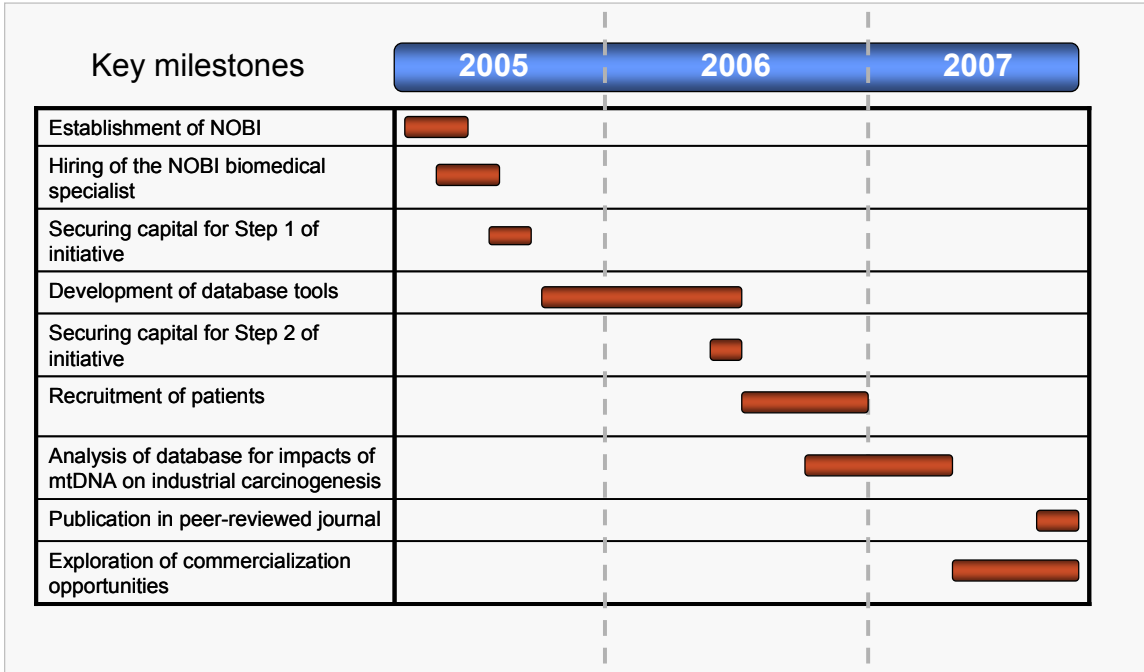 Key milestones
2005
2006
2007
Establishment of NOBI
Hiring of the NOBI biomedical
specialist
Securing capital for Step 1 of
initiative
Development of database tools
Securing capital for Step 2 of
initiative
Recruitment of patients
Analysis of database for impacts of
mtDNA on industrial carcinogenesis
Publication in peer-reviewed journal
Exploration of commercialization
opportunities